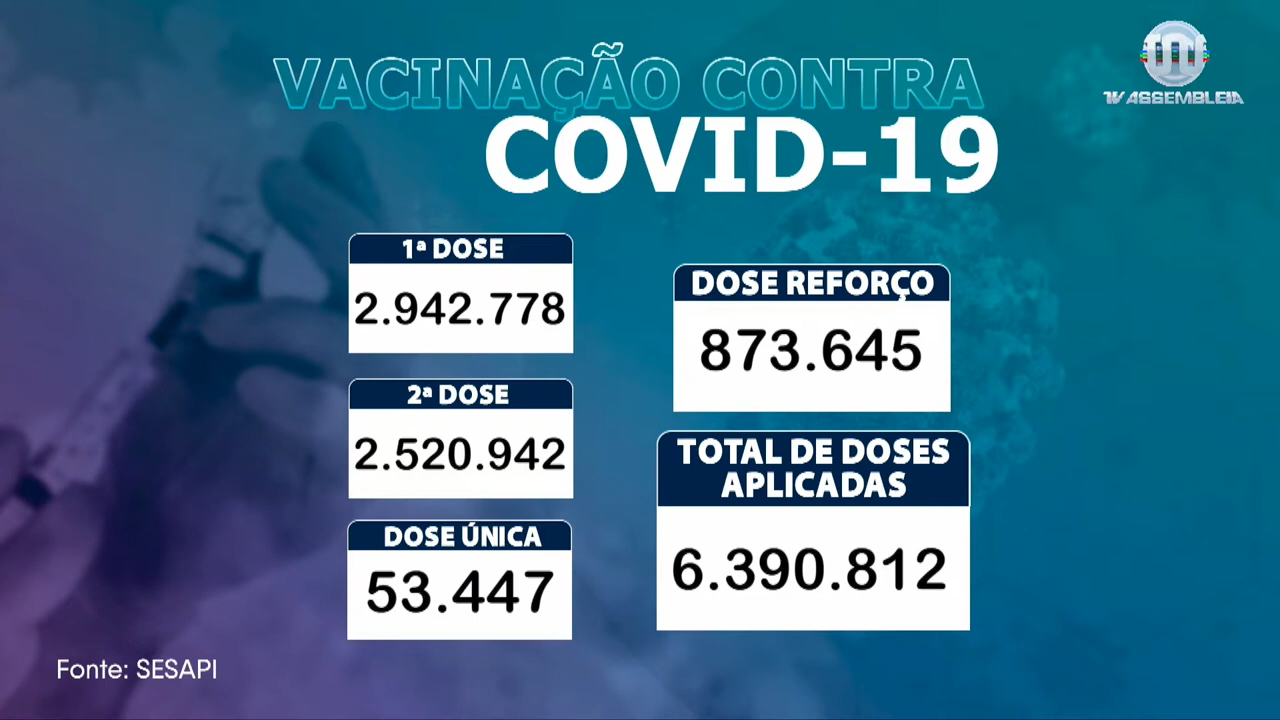 VACINAÇÃO CONTRA
COVID-19
TV ASSEMBLEIA
1ª DOSE
2.942.778
2ª DOSE
2.520.942
DOSE ÚNICA
53.447
DOSE REFORÇO
873.645
TOTAL DE DOSES
APLICADAS
6.390.812
Fonte: SESAPI